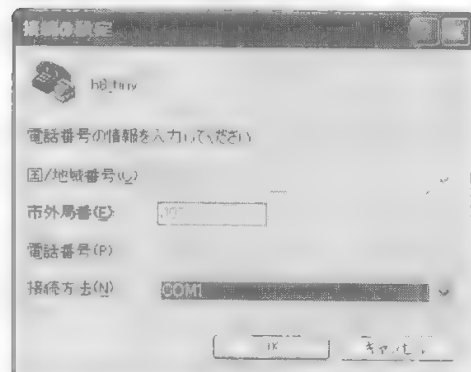 接続の設定
h8_tiny
電話番号の情報を入力してください
国/地域番号(C)
市外局番(E)
電話番号(P)
接続方法(N) COM1
OK キャンセル